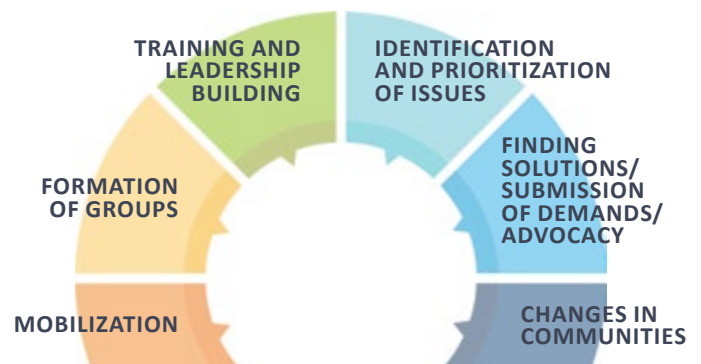 TRAINING AND
LEADERSHIP
BUILDING
IDENTIFICATION
AND PRIORITIZATION
OF ISSUES
FORMATION
OF GROUPS
FINDING
SOLUTIONS/
SUBMISSION
OF DEMANDS/
ADVOCACY
MOBILIZATION
CHANGES IN
COMMUNITIES